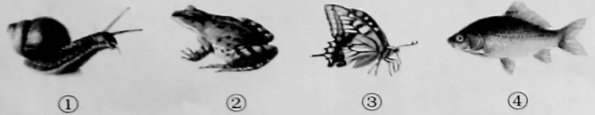 ① ② ③ ④